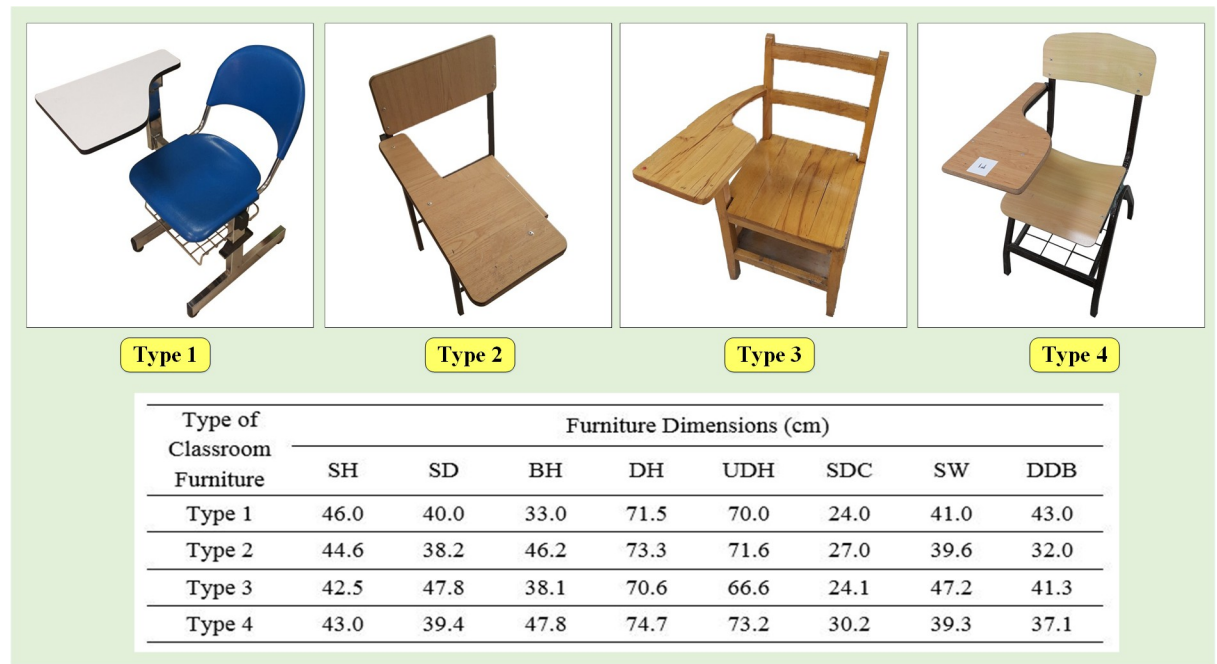 Type 1
Type 2
Type 3
Type 4
Type of
Classroom
Furniture
Furniture Dimensions (cm)
SH SD BH DH UDH SDC SW DDB
Type 1 46.0 40.0 33.0 71.5 70.0 24.0 41.0 43.0
Type 2 44.6 38.2 46.2 73.3 71.6 27.0 39.6 32.0
Type 3 42.5 47.8 38.1 70.6 66.6 24.1 47.2 41.3
Type 4 43.0 39.4 47.8 74.7 73.2 30.2 39.3 37.1